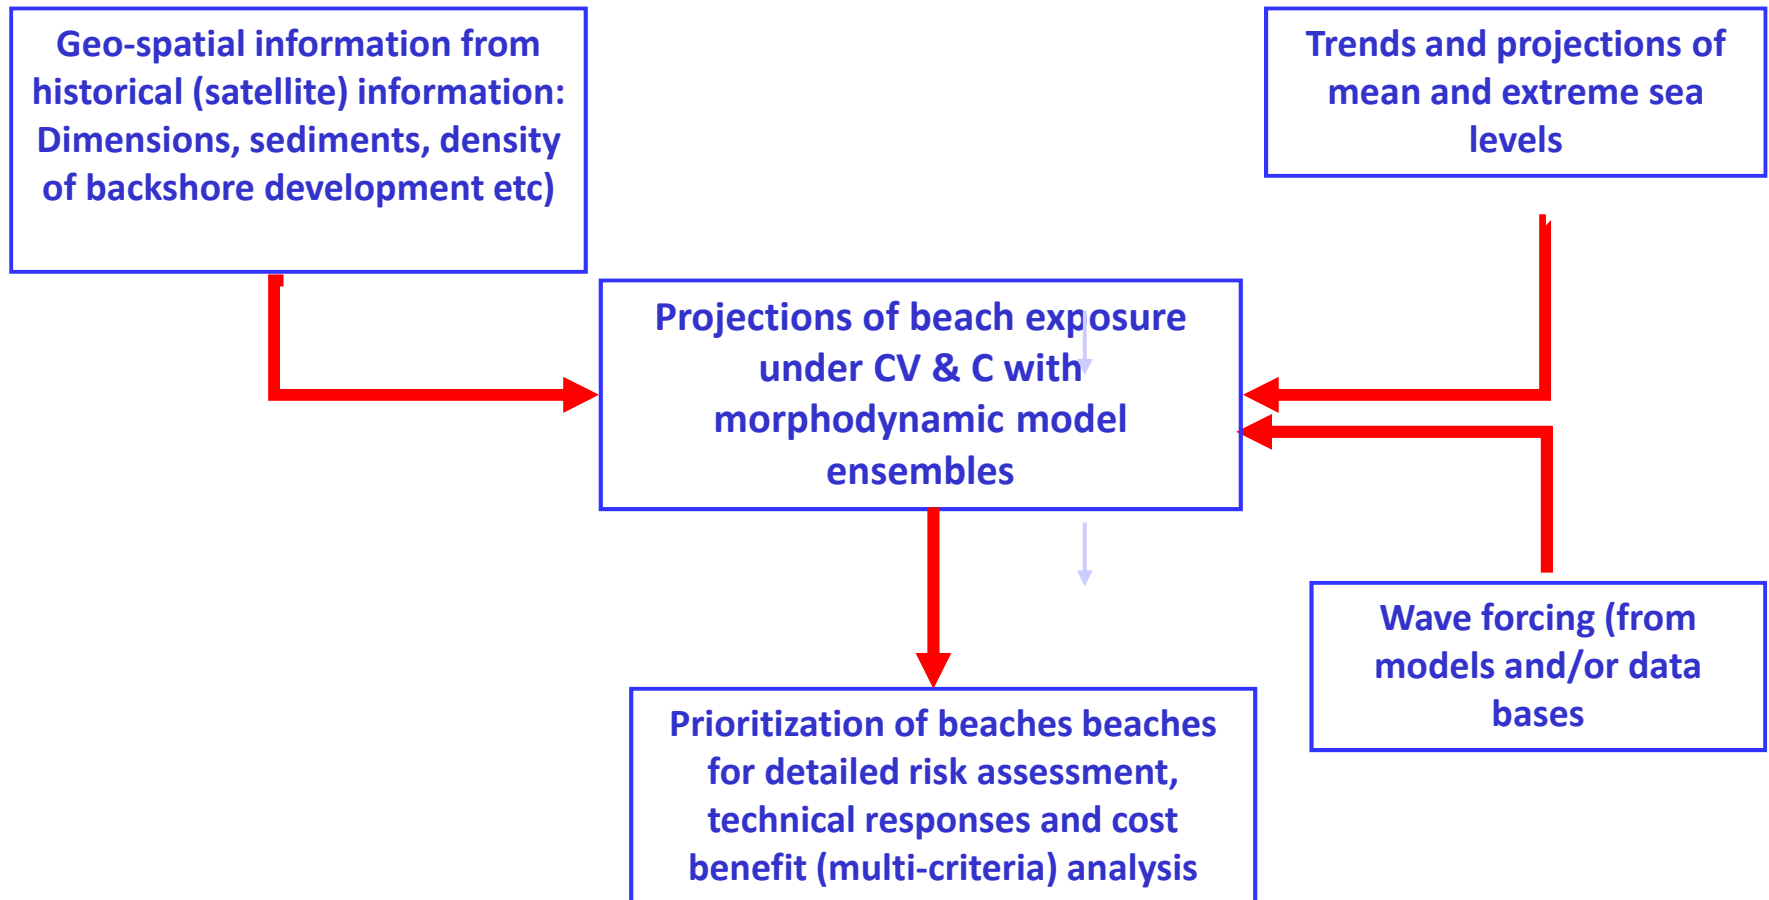 Geo-spatial information from
historical (satellite) information:
Dimensions, sediments, density
of backshore development etc)
Trends and projections of
mean and extreme sea
levels
Projections of beach exposure
under CV & C with
morphodynamic model
ensembles
Wave forcing (from
models and/or data
bases
Prioritization of beaches beaches
for detailed risk assessment,
technical responses and cost
benefit (multi-criteria) analysis